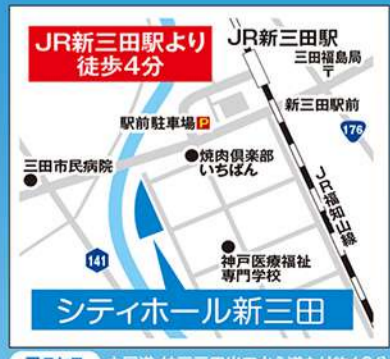 JR新三田駅より
徒歩4分
JR新三田駅
三田福島局
〒
新三田駅前
176
駅前駐車場 P
焼肉倶楽部
いちばん
三田市民病院
JR福知山線
141
神戸医療福祉
専門学校
シティホール新三田